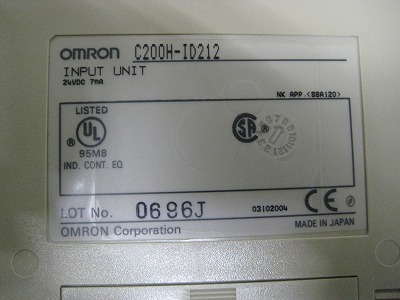 OMRON C200H-ID212
INPUT UNIT
24VDC 7mA
NK APP.<88A120>
LISTED
UL
®
95M8
IND. CONT. EQ
SA
®
CE
LOT No. 0696J 03102004
OMRON Corporation MADE IN JAPAN